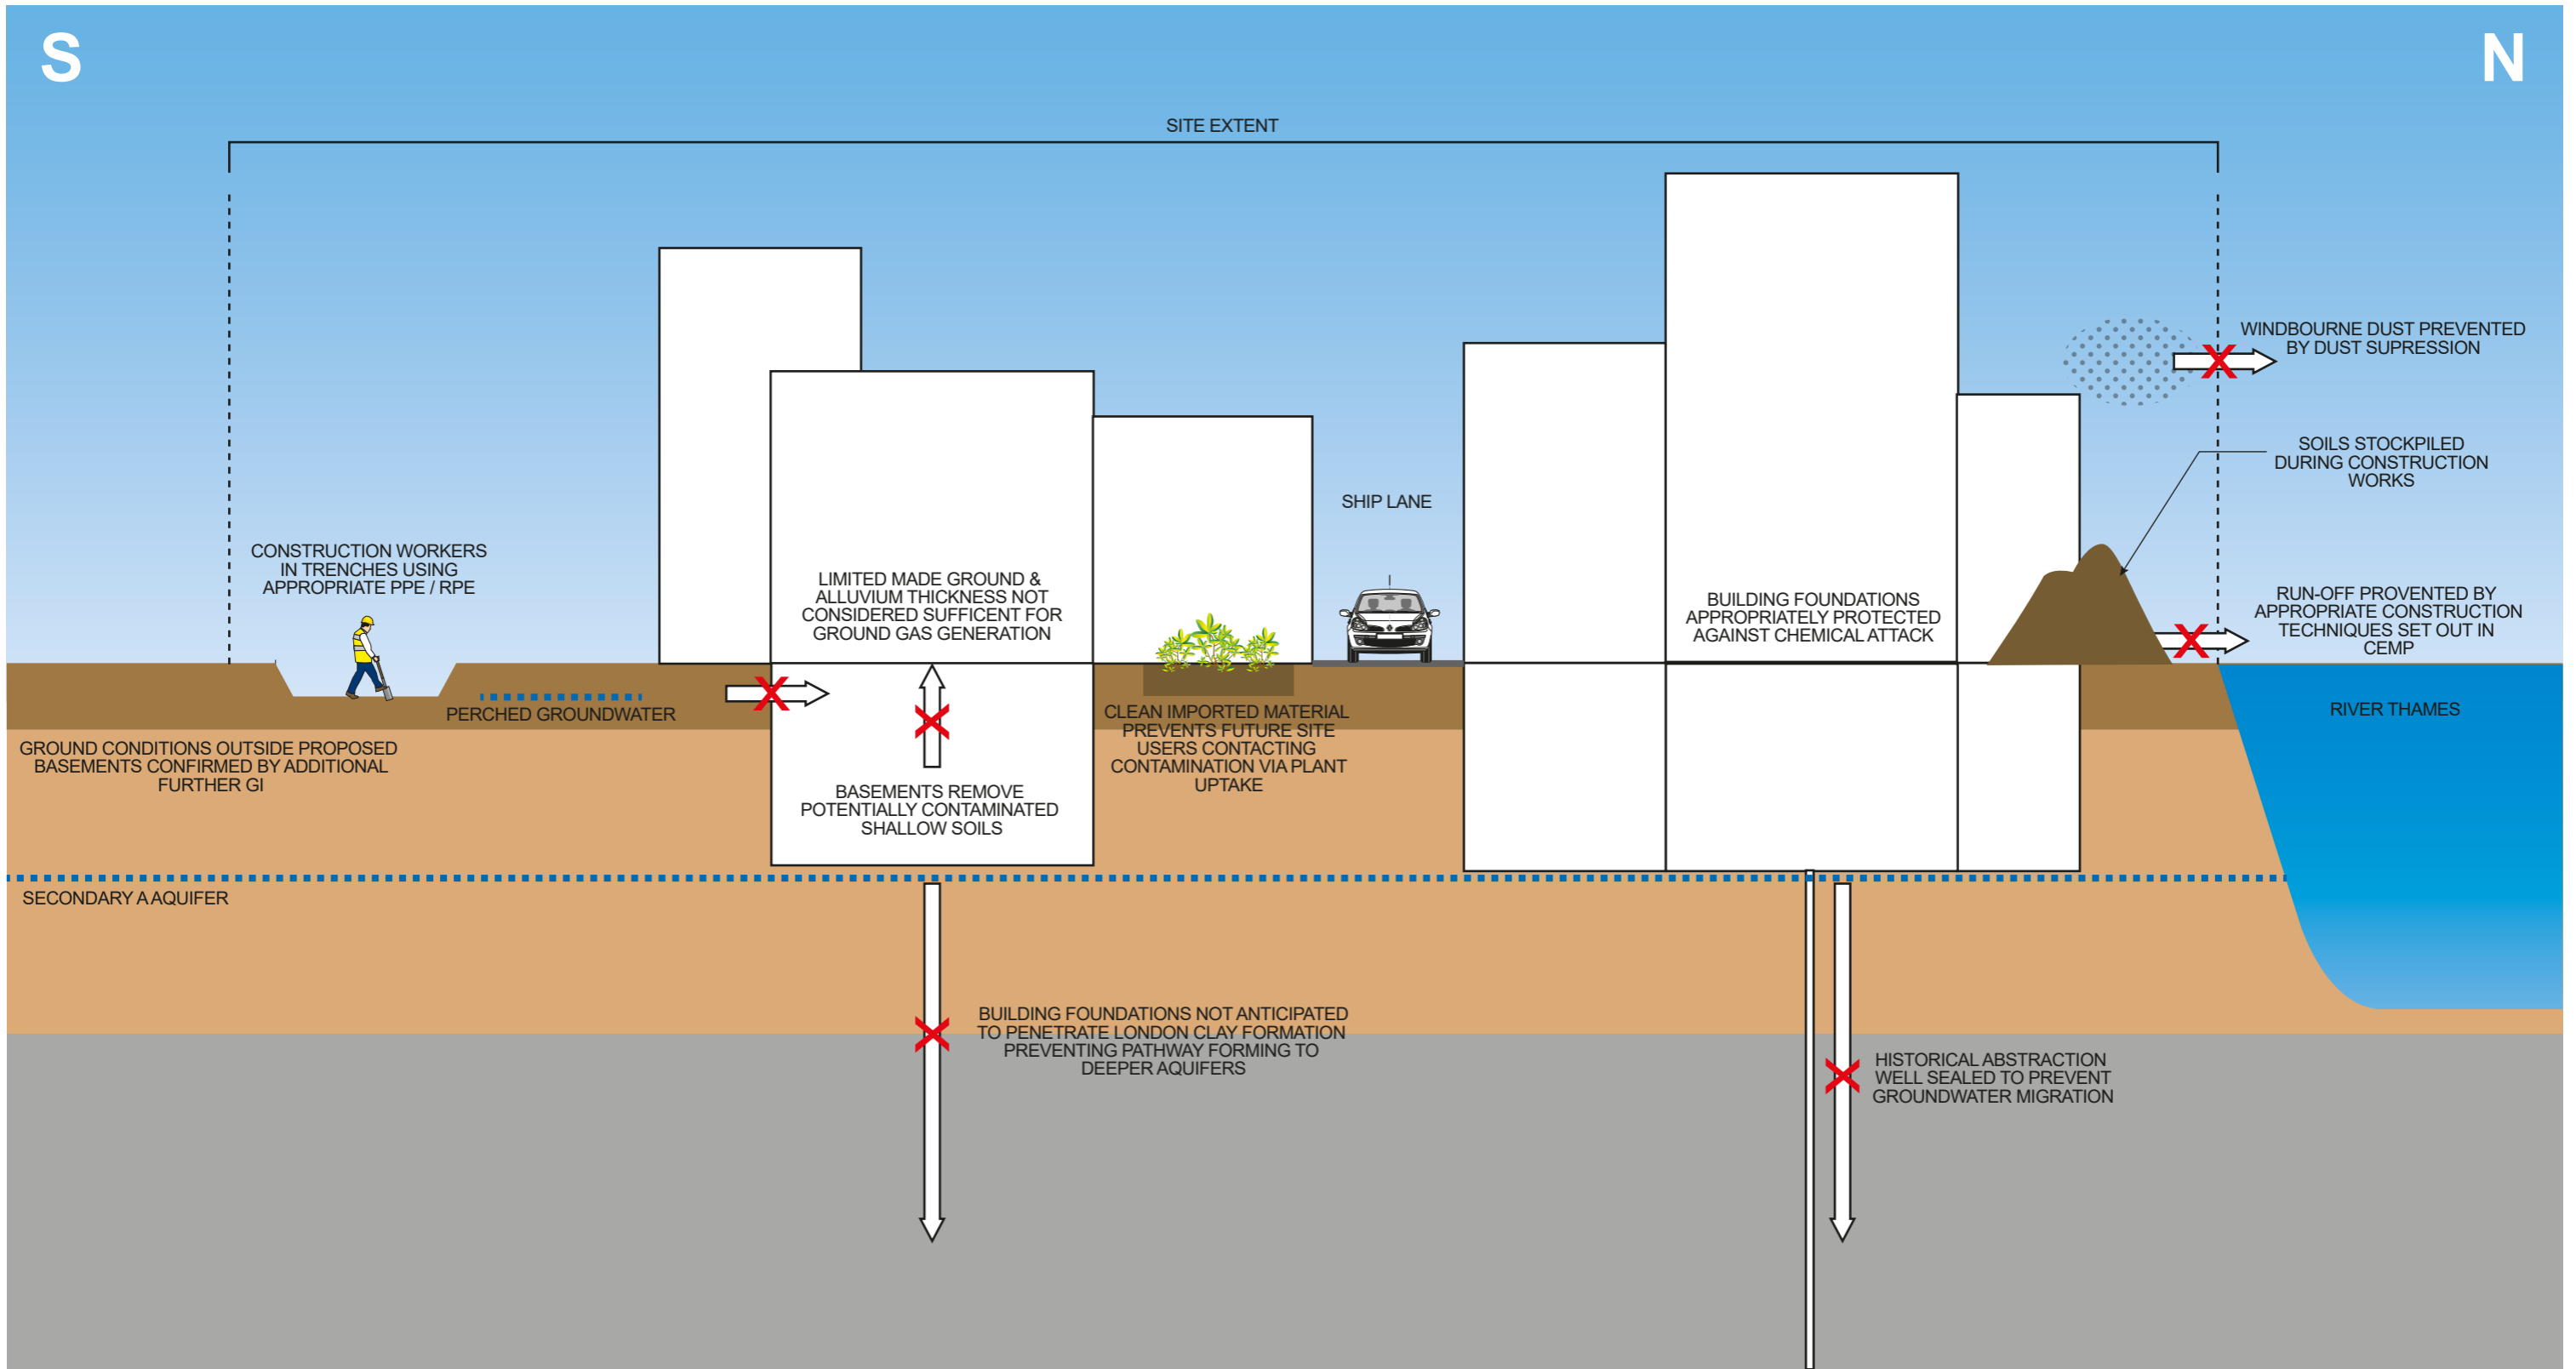 S
N
SITE EXTENT
WINDBOURNE DUST PREVENTED
BY DUST SUPRESSION
SOILS STOCKPILED
DURING CONSTRUCTION
WORKS
SHIP LANE
CONSTRUCTION WORKERS
IN TRENCHES USING
APPROPRIATE PPE / RPE
LIMITED MADE GROUND &
ALLUVIUM THICKNESS NOT
CONSIDERED SUFFICENT FOR
GROUND GAS GENERATION
BUILDING FOUNDATIONS
APPROPRIATELY PROTECTED
AGAINST CHEMICAL ATTACK
RUN-OFF PROVENTED BY
APPROPRIATE CONSTRUCTION
TECHNIQUES SET OUT IN
CEMP
PERCHED GROUNDWATER
CLEAN IMPORTED MATERIAL
PREVENTS FUTURE SITE
USERS CONTACTING
CONTAMINATION VIA PLANT
UPTAKE
RIVER THAMES
GROUND CONDITIONS OUTSIDE PROPOSED
BASEMENTS CONFIRMED BY ADDITIONAL
FURTHER GI
BASEMENTS REMOVE
POTENTIALLY CONTAMINATED
SHALLOW SOILS
SECONDARY A AQUIFER
BUILDING FOUNDATIONS NOT ANTICIPATED
TO PENETRATE LONDON CLAY FORMATION
PREVENTING PATHWAY FORMING TO
DEEPER AQUIFERS
HISTORICAL ABSTRACTION
WELL SEALED TO PREVENT
GROUNDWATER MIGRATION